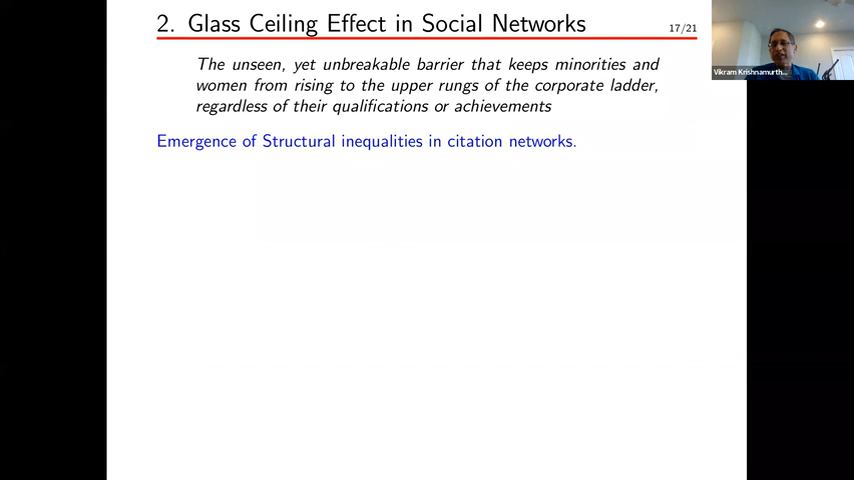 2. Glass Ceiling Effect in Social Networks
17/21
The unseen, yet unbreakable barrier that keeps minorities and
women from rising to the upper rungs of the corporate ladder,
regardless of their qualifications or achievements
Emergence of Structural inequalities in citation networks.
Vikram Krishnamurth...